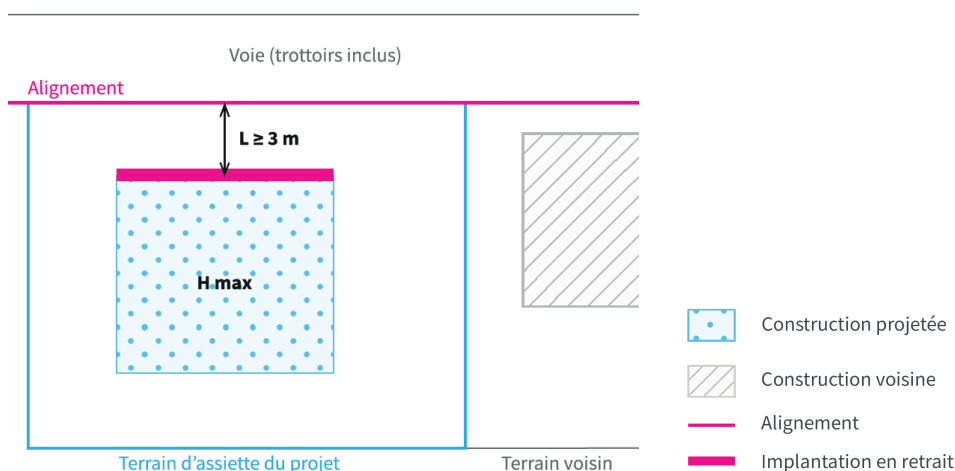 Voie (trottoirs inclus)
Alignement
L ≥ 3 m
H max
Terrain d’assiette du projet
Terrain voisin
Construction projetée
Construction voisine
Alignement
Implantation en retrait